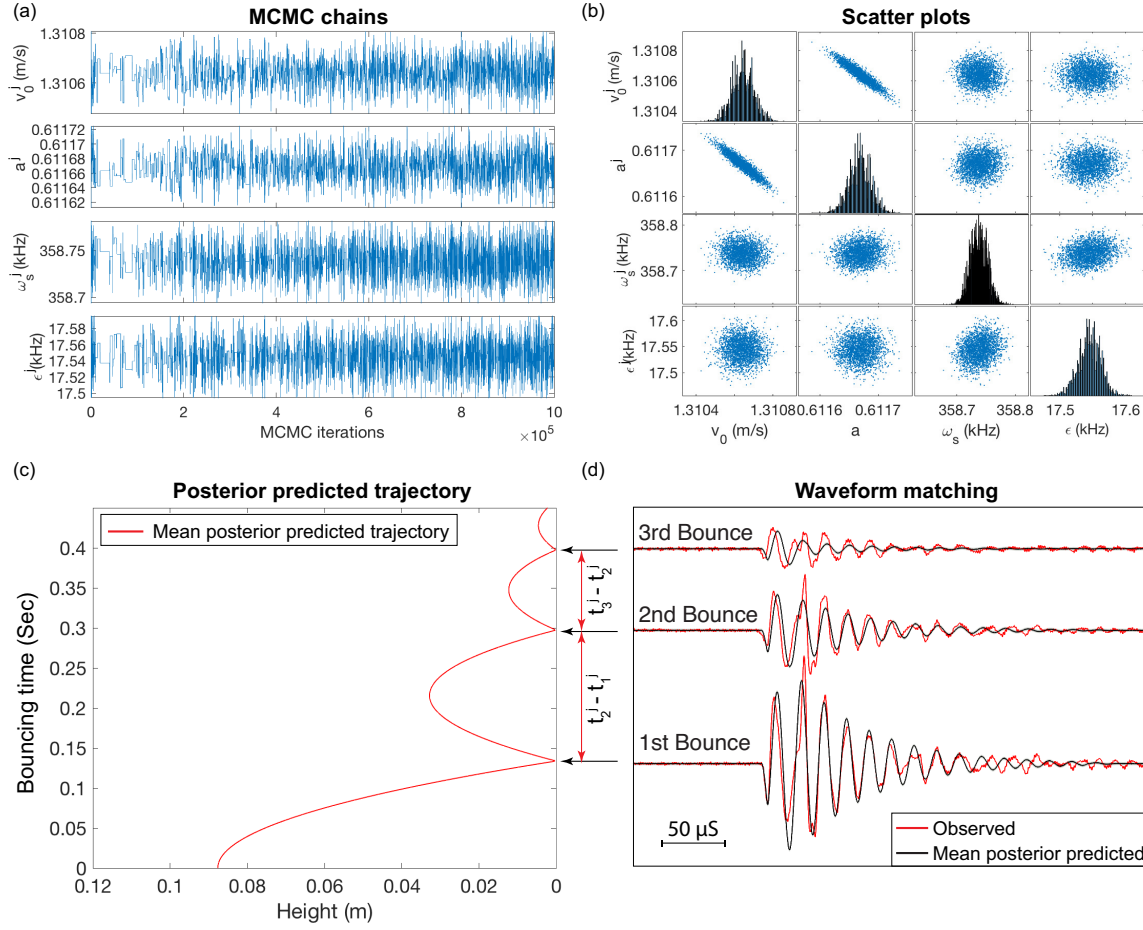 (a)
MCMC chains
1.3108
1.3106
v₀ʲ (m/s)
0.61172
0.6117
0.61168
0.61166
0.61164
0.61162
aʲ
358.75
358.7
ωₛʲ (kHz)
17.58
17.56
17.54
17.52
17.5
ϵʲ (kHz)
0 2 4 6 8 10
MCMC iterations
×10⁵
(b)
Scatter plots
1.3108
1.3106
1.3104
v₀ʲ (m/s)
0.6117
0.6116
aʲ
358.8
358.7
ωₛʲ (kHz)
17.6
17.55
17.5
ϵʲ (kHz)
1.3104 1.3108 0.6116 0.6117 358.7 358.8 17.5 17.6
v₀ (m/s) a ωₛ (kHz) ϵ (kHz)
(c)
Posterior predicted trajectory
Mean posterior predicted trajectory
0.4
0.35
0.3
0.25
0.2
0.15
0.1
0.05
0
Bouncing time (Sec)
t₃ʲ - t₂ʲ
t₂ʲ - t₁ʲ
0.12 0.1 0.08 0.06 0.04 0.02 0
Height (m)
(d)
Waveform matching
3rd Bounce
2nd Bounce
1st Bounce
50 µS
Observed
Mean posterior predicted